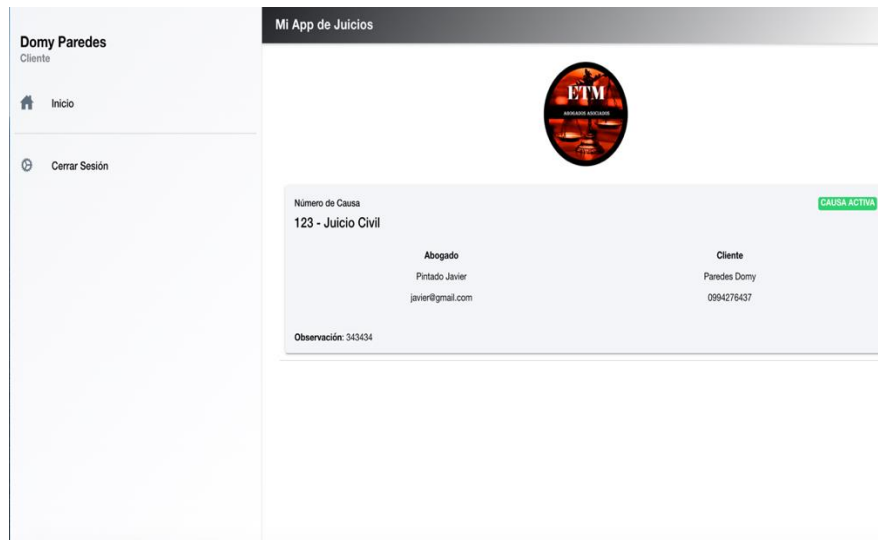 Domy Paredes
Cliente
Inicio
Cerrar Sesión
Mi App de Juicios
ETM
ABOGADOS ASOCIADOS
Número de Causa
CAUSA ACTIVA
123 - Juicio Civil
Abogado
Cliente
Pintado Javier
Paredes Domy
javier@gmail.com
0994276437
Observación: 343434